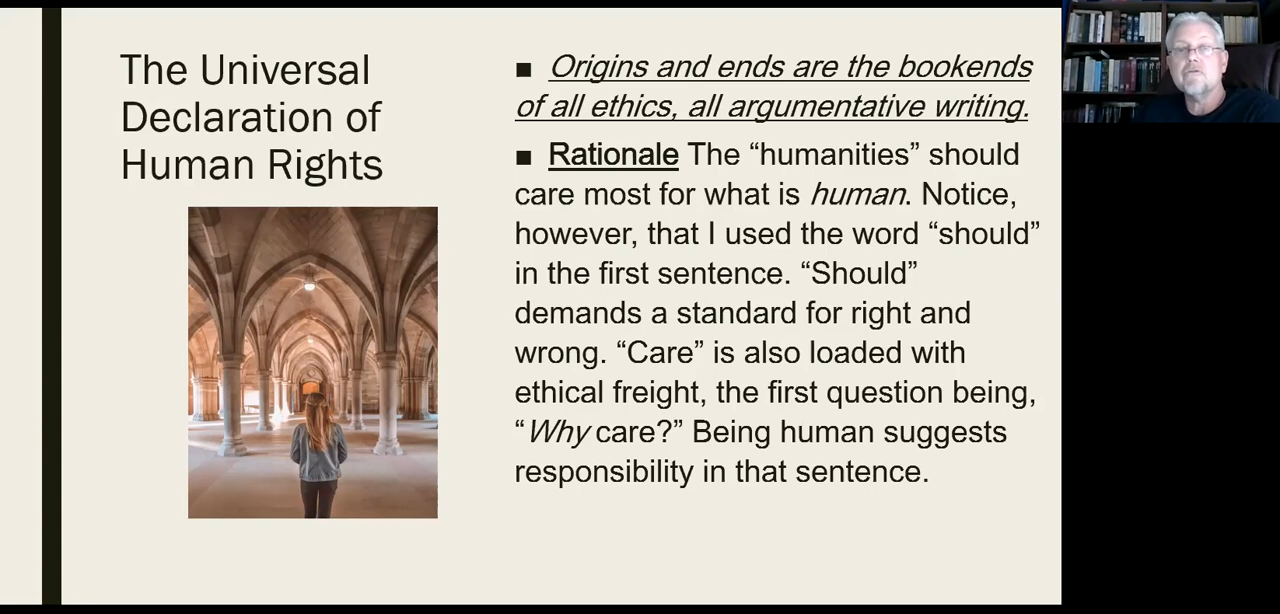 The Universal
Declaration of
Human Rights
■ Origins and ends are the bookends
of all ethics, all argumentative writing.
■ Rationale The “humanities” should
care most for what is human. Notice,
however, that I used the word “should”
in the first sentence. “Should”
demands a standard for right and
wrong. “Care” is also loaded with
ethical freight, the first question being,
“Why care?” Being human suggests
responsibility in that sentence.